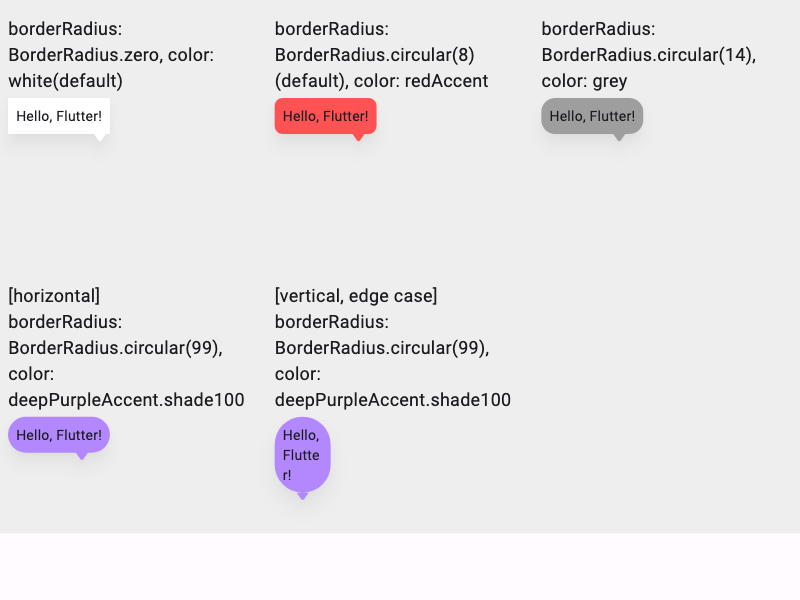 borderRadius:
BorderRadius.zero, color:
white(default)
Hello, Flutter!
borderRadius:
BorderRadius.circular(8)
(default), color: redAccent
Hello, Flutter!
borderRadius:
BorderRadius.circular(14),
color: grey
Hello, Flutter!
[horizontal]
borderRadius:
BorderRadius.circular(99),
color:
deepPurpleAccent.shade100
Hello, Flutter!
[vertical, edge case]
borderRadius:
BorderRadius.circular(99),
color:
deepPurpleAccent.shade100
Hello,
Flutte
r!